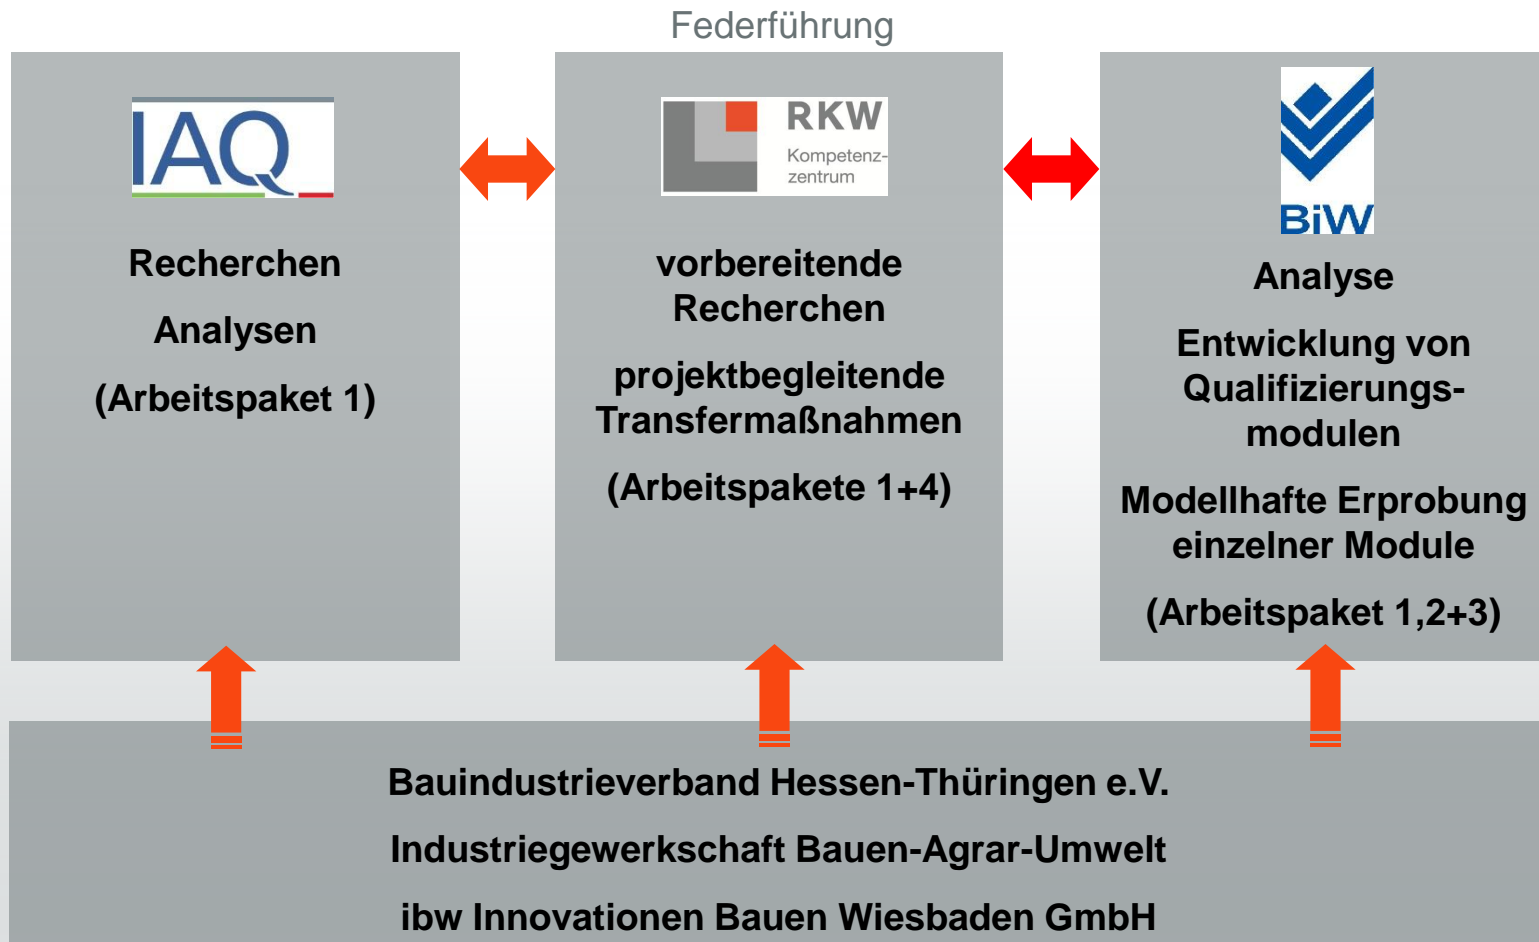 Federführung
IAQ
Recherchen
Analysen
(Arbeitspaket 1)
RKW
Kompetenz-
zentrum
vorbereitende
Recherchen
projektbegleitende
Transfermaßnahmen
(Arbeitspakete 1+4)
BiW
Analyse
Entwicklung von
Qualifizierungs-
modulen
Modellhafte Erprobung
einzelner Module
(Arbeitspaket 1,2+3)
Bauindustrieverband Hessen-Thüringen e.V.
Industriegewerkschaft Bauen-Agrar-Umwelt
ibw Innovationen Bauen Wiesbaden GmbH